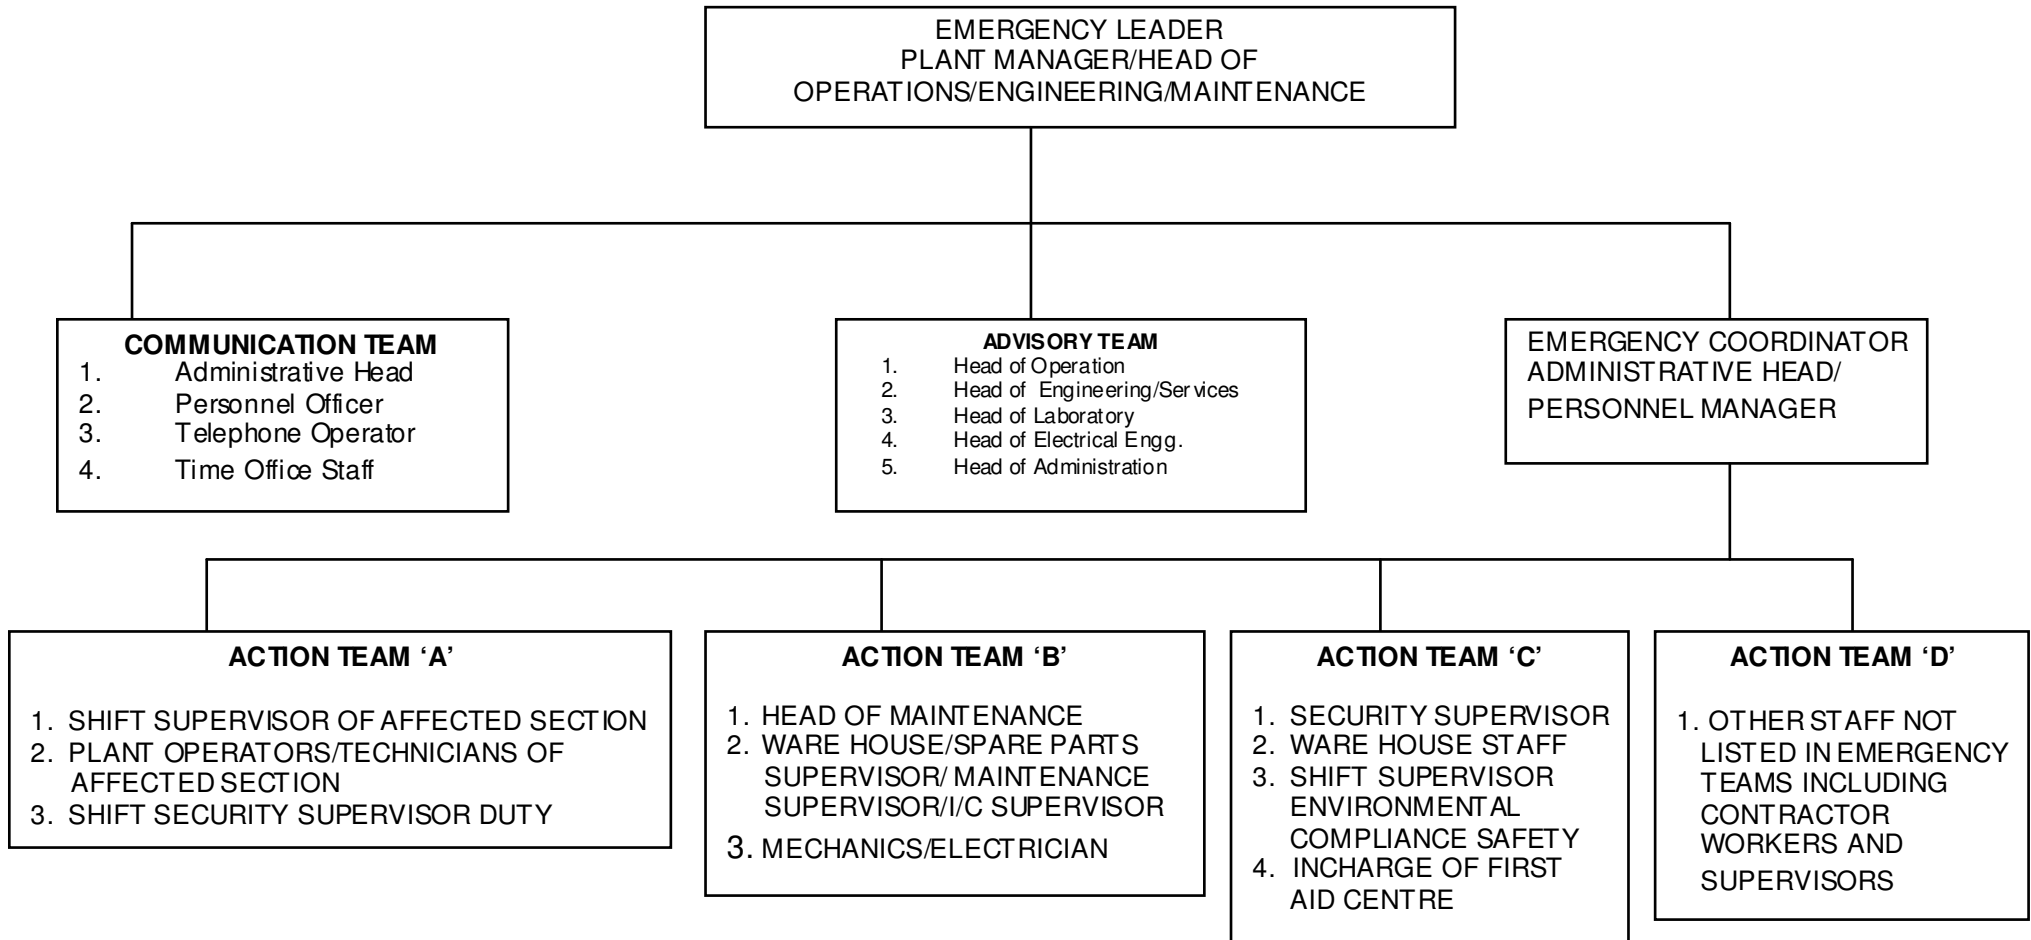 EMERGENCY LEADER
PLANT MANAGER/HEAD OF
OPERATIONS/ENGINEERING/MAINTENANCE
COMMUNICATION TEAM
1. Administrative Head
2. Personnel Officer
3. Telephone Operator
4. Time Office Staff
ADVISORY TEAM
1. Head of Operation
2. Head of Engineering/Services
3. Head of Laboratory
4. Head of Electrical Engg.
5. Head of Administration
EMERGENCY COORDINATOR
ADMINISTRATIVE HEAD/
PERSONNEL MANAGER
ACTION TEAM ‘A’
1. SHIFT SUPERVISOR OF AFFECTED SECTION
2. PLANT OPERATORS/TECHNICIANS OF
AFFECTED SECTION
3. SHIFT SECURITY SUPERVISOR DUTY
ACTION TEAM ‘B’
1. HEAD OF MAINTENANCE
2. WARE HOUSE/SPARE PARTS
SUPERVISOR/ MAINTENANCE
SUPERVISOR/I/C SUPERVISOR
3. MECHANICS/ELECTRICIAN
ACTION TEAM ‘C’
1. SECURITY SUPERVISOR
2. WARE HOUSE STAFF
3. SHIFT SUPERVISOR
ENVIRONMENTAL
COMPLIANCE SAFETY
4. INCHARGE OF FIRST
AID CENTRE
ACTION TEAM ‘D’
1. OTHER STAFF NOT
LISTED IN EMERGENCY
TEAMS INCLUDING
CONTRACTOR
WORKERS AND
SUPERVISORS